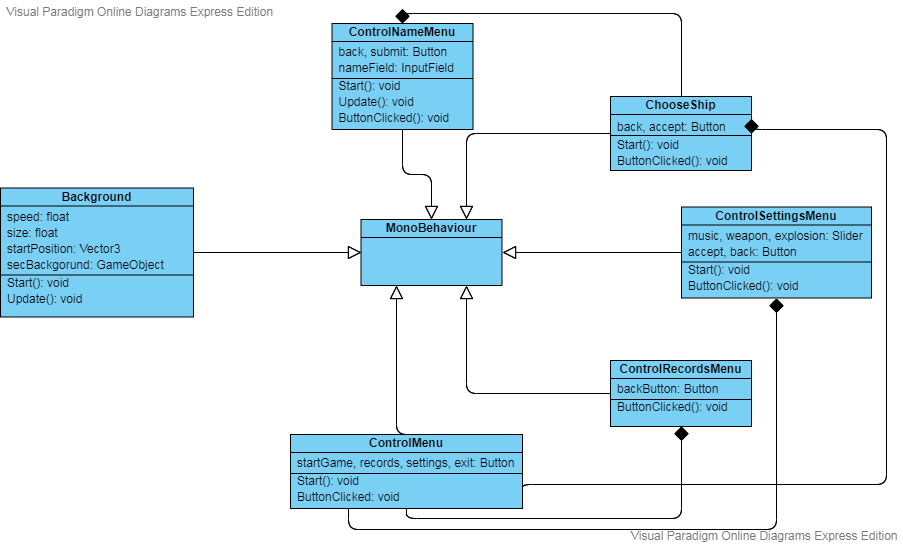 Visual Paradigm Online Diagrams Express Edition
ControlNameMenu
back, submit: Button
nameField: InputField
Start(): void
Update(): void
ButtonClicked(): void
ChooseShip
back, accept: Button
Start(): void
ButtonClicked(): void
Background
speed: float
size: float
startPosition: Vector3
secBackgorund: GameObject
Start(): void
Update(): void
MonoBehaviour
ControlSettingsMenu
music, weapon, explosion: Slider
accept, back: Button
Start(): void
ButtonClicked(): void
ControlRecordsMenu
backButton: Button
ButtonClicked(): void
ControlMenu
startGame, records, settings, exit: Button
Start(): void
ButtonClicked: void
Visual Paradigm Online Diagrams Express Edition